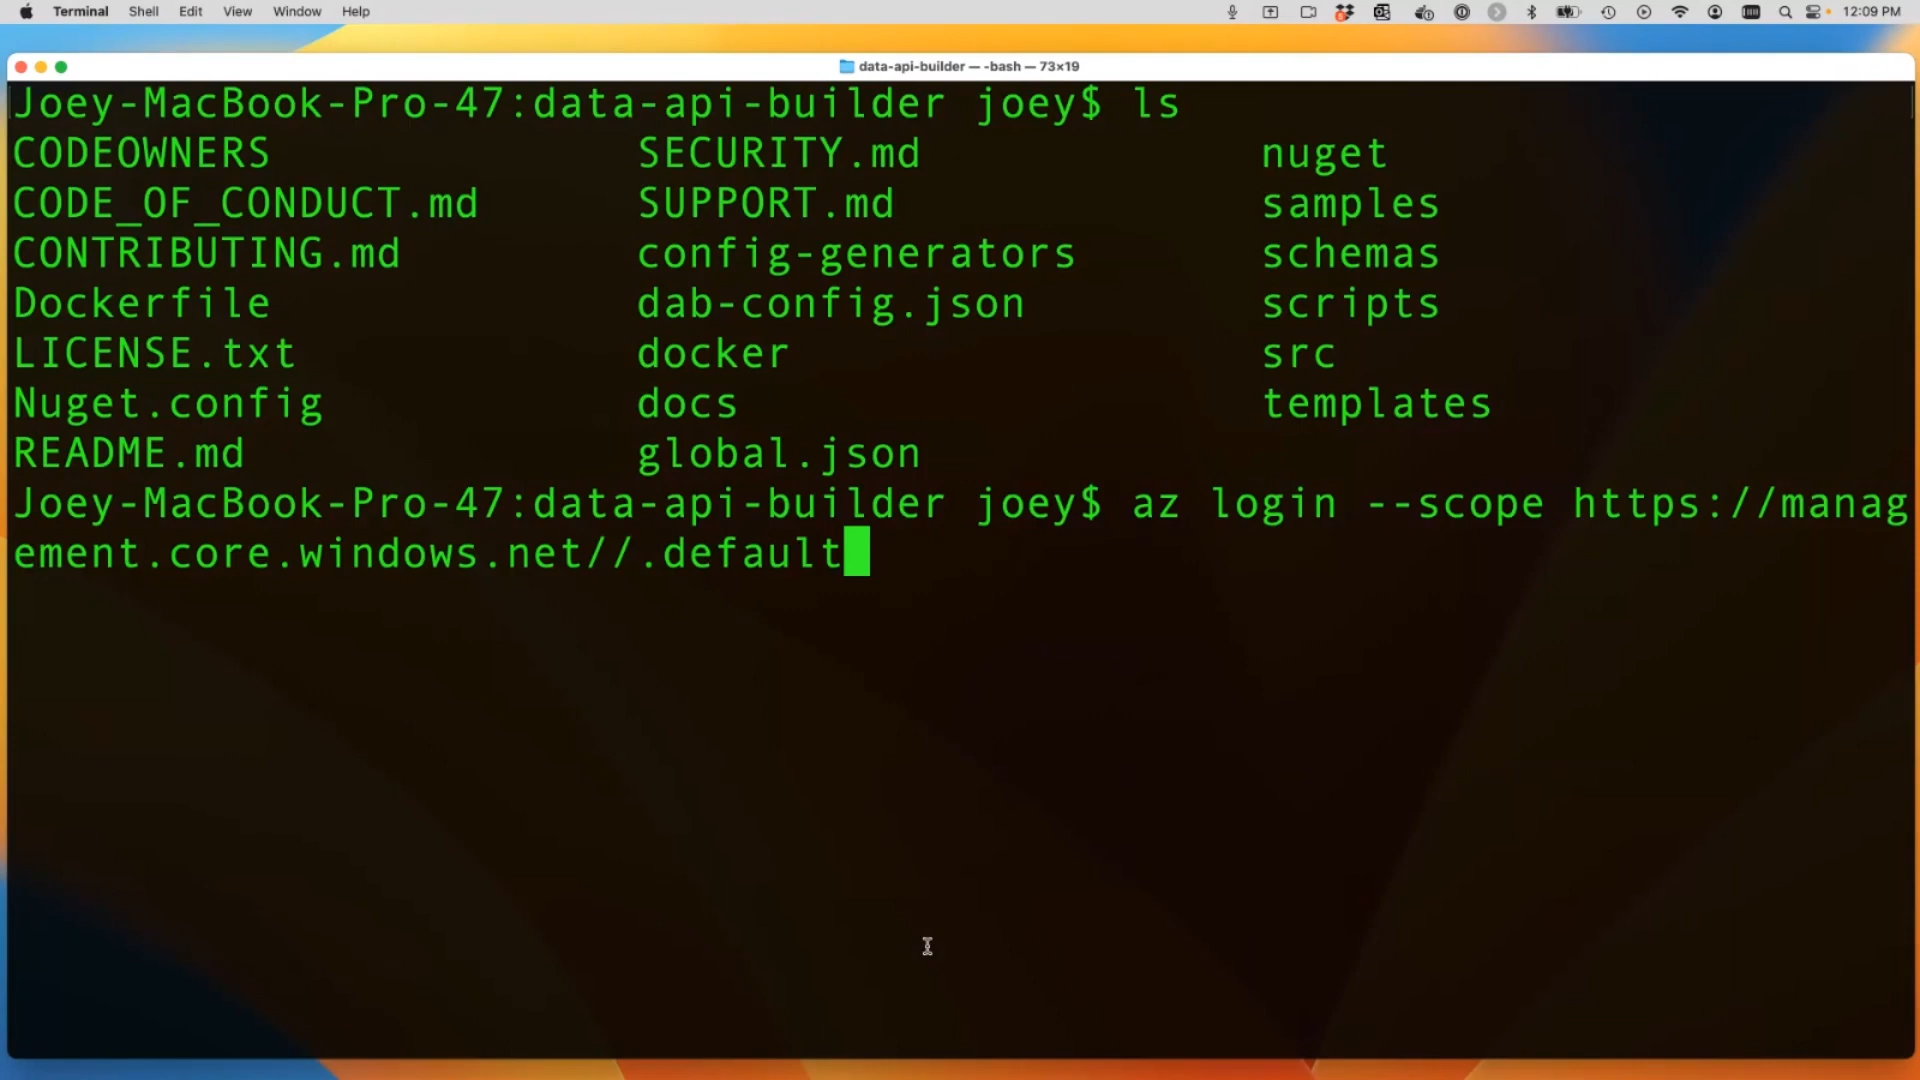 Terminal Shell Edit View Window Help 12:09 PM
data-api-builder — -bash — 73×19
Joey-MacBook-Pro-47:data-api-builder joey$ ls
CODEOWNERS SECURITY.md nuget
CODE_OF_CONDUCT.md SUPPORT.md samples
CONTRIBUTING.md config-generators schemas
Dockerfile dab-config.json scripts
LICENSE.txt docker src
Nuget.config docs templates
README.md global.json
Joey-MacBook-Pro-47:data-api-builder joey$ az login --scope https://manag
ement.core.windows.net//.default